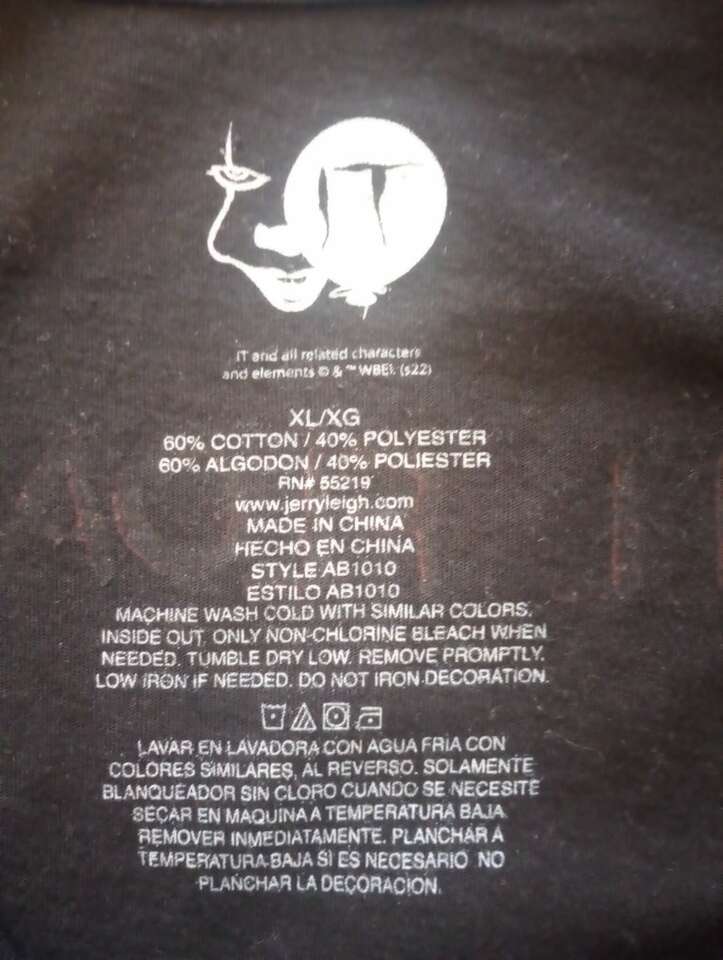 IT
IT and all related characters
and elements © & ™ WBEI. (s22)
XL/XG
60% COTTON / 40% POLYESTER
60% ALGODON / 40% POLIESTER
RN# 55219
www.jerryleigh.com
MADE IN CHINA
HECHO EN CHINA
STYLE AB1010
ESTILO AB1010
MACHINE WASH COLD WITH SIMILAR COLORS.
INSIDE OUT. ONLY NON-CHLORINE BLEACH WHEN
NEEDED. TUMBLE DRY LOW. REMOVE PROMPTLY.
LOW IRON IF NEEDED. DO NOT IRON DECORATION.
LAVAR EN LAVADORA CON AGUA FRIA CON
COLORES SIMILARES, AL REVERSO. SOLAMENTE
BLANQUEADOR SIN CLORO CUANDO SE NECESITE
SECAR EN MAQUINA A TEMPERATURA BAJA.
REMOVER INMEDIATAMENTE. PLANCHAR A
TEMPERATURA BAJA SI ES NECESARIO NO
PLANCHAR LA DECORACION.